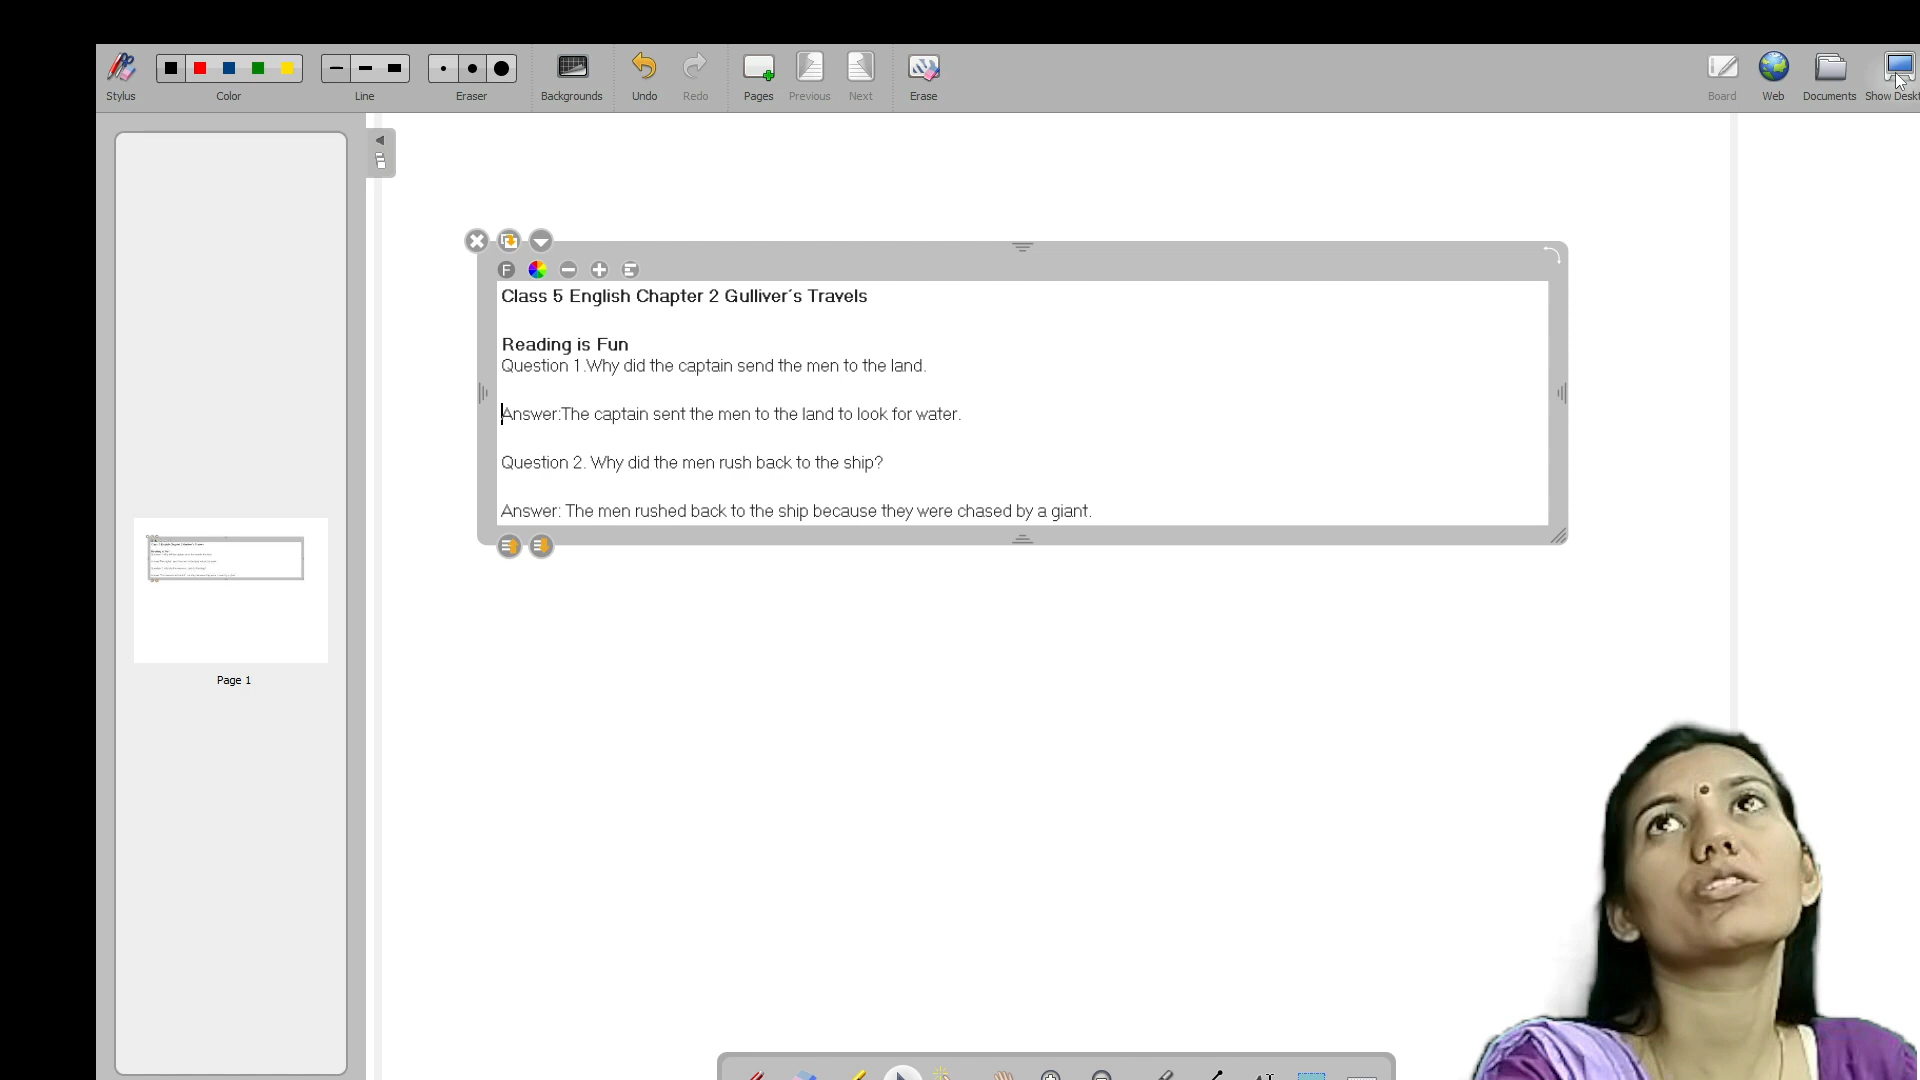 Stylus
Color
Line
Eraser
Backgrounds
Undo
Redo
Pages
Previous
Next
Erase
Board
Web
Documents
Show Deskt
F
Class 5 English Chapter 2 Gulliver's Travels
Reading is Fun
Question 1.Why did the captain send the men to the land.
Answer:The captain sent the men to the land to look for water.
Question 2. Why did the men rush back to the ship?
Answer: The men rushed back to the ship because they were chased by a giant.
Page 1